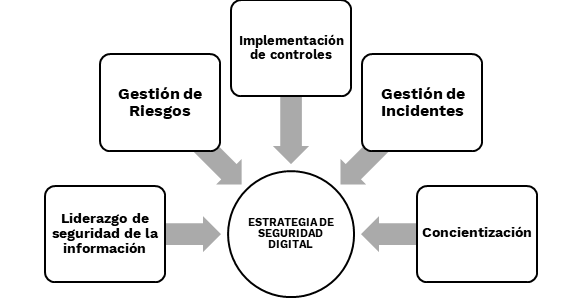 Implementación
de controles
Gestión de
Riesgos
Gestión de
Incidentes
Liderazgo de
seguridad de la
información
ESTRATEGIA DE
SEGURIDAD
DIGITAL
Concientización